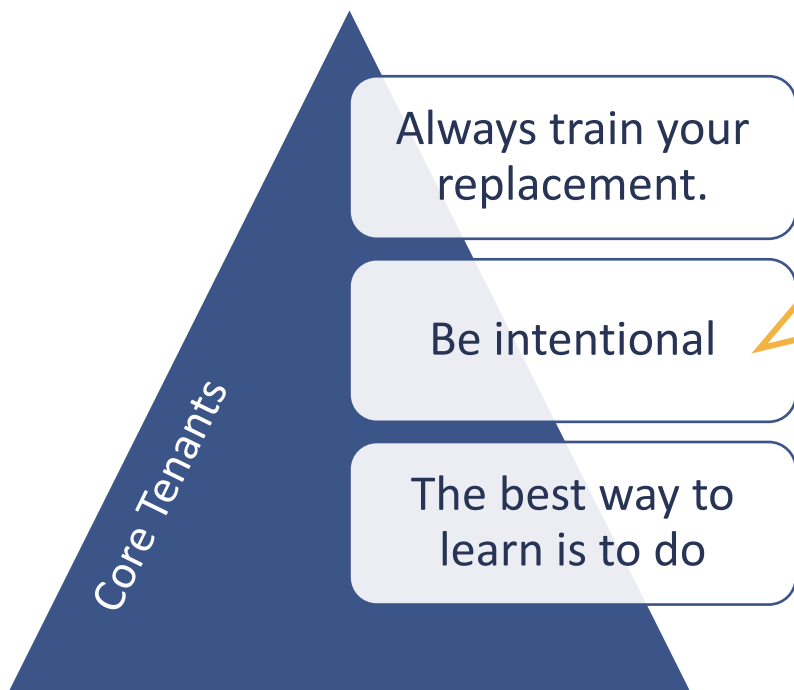 Always train your
replacement.
Be intentional
The best way to
learn is to do
Core Tenants